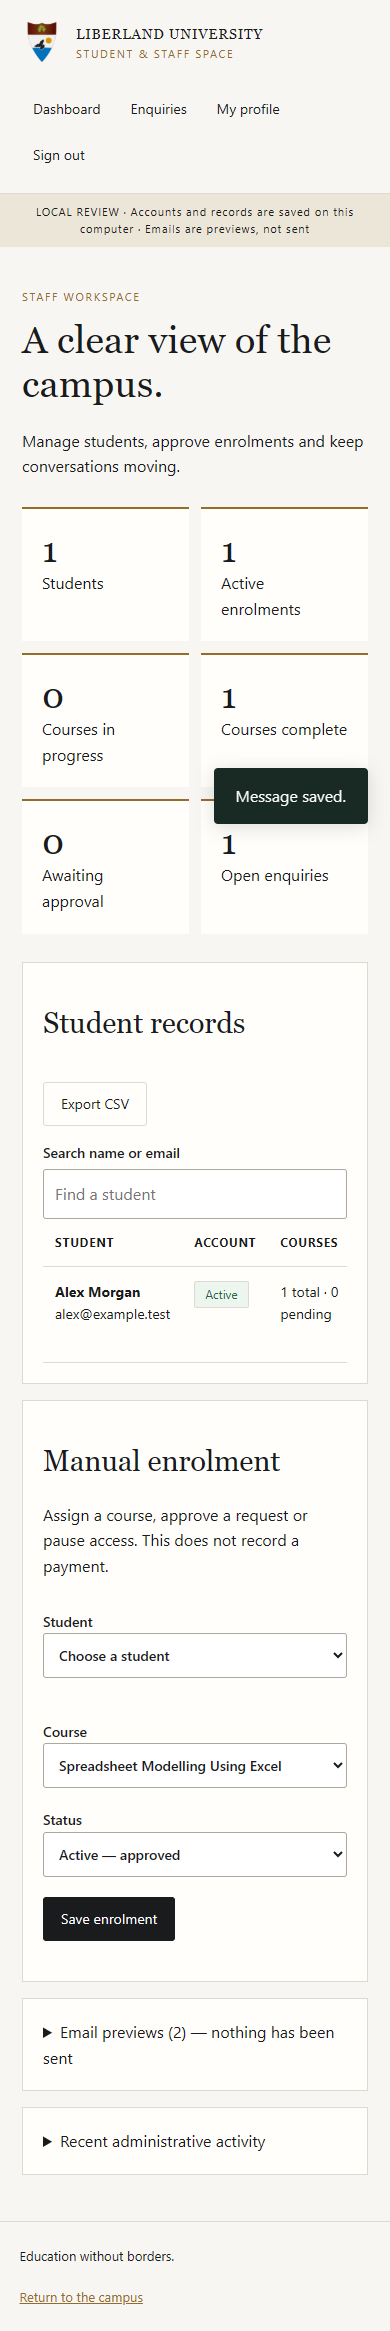 LIBERLAND UNIVERSITY
STUDENT & STAFF SPACE
Dashboard
Enquiries
My profile
Sign out
LOCAL REVIEW · Accounts and records are saved on this
computer · Emails are previews, not sent
STAFF WORKSPACE
A clear view of the
campus.
Manage students, approve enrolments and keep
conversations moving.
1
Students
1
Active
enrolments
0
Courses in
progress
1
Courses complete
Message saved.
0
Awaiting
approval
1
Open enquiries
Student records
Export CSV
Search name or email
Find a student
STUDENT
ACCOUNT
COURSES
Alex Morgan
alex@example.test
Active
1 total · 0
pending
Manual enrolment
Assign a course, approve a request or
pause access. This does not record a
payment.
Student
Choose a student
Course
Spreadsheet Modelling Using Excel
Status
Active — approved
Save enrolment
Email previews (2) — nothing has been
sent
Recent administrative activity
Education without borders.
Return to the campus